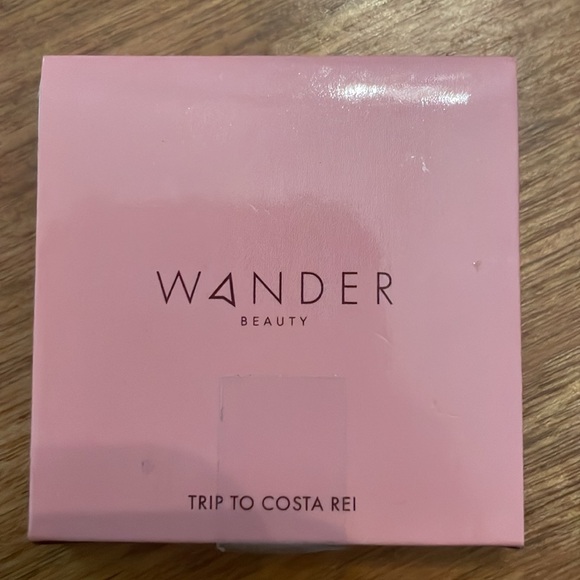 WANDER
BEAUTY
TRIP TO COSTA REI